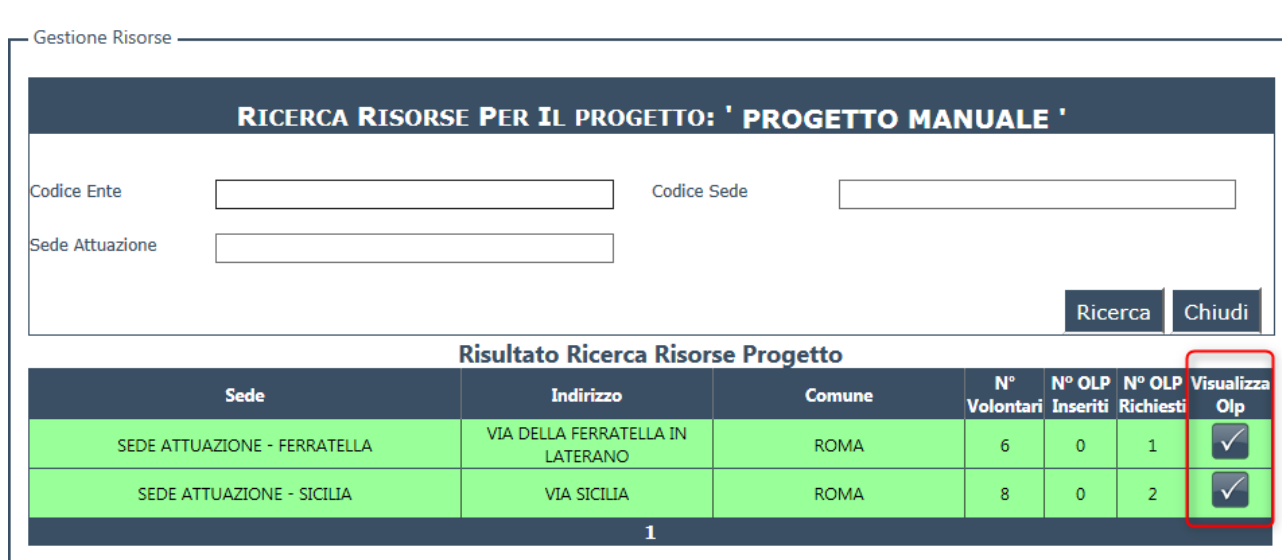 Gestione Risorse
RICERCA RISORSE PER IL PROGETTO: ' PROGETTO MANUALE '
Codice Ente Codice Sede
Sede Attuazione
Ricerca Chiudi
Risultato Ricerca Risorse Progetto
Sede Indirizzo Comune N° Volontari N° OLP Inseriti N° OLP Richiesti Visualizza Olp
SEDE ATTUAZIONE - FERRATELLA VIA DELLA FERRATELLA IN LATERANO ROMA 6 0 1
SEDE ATTUAZIONE - SICILIA VIA SICILIA ROMA 8 0 2
1